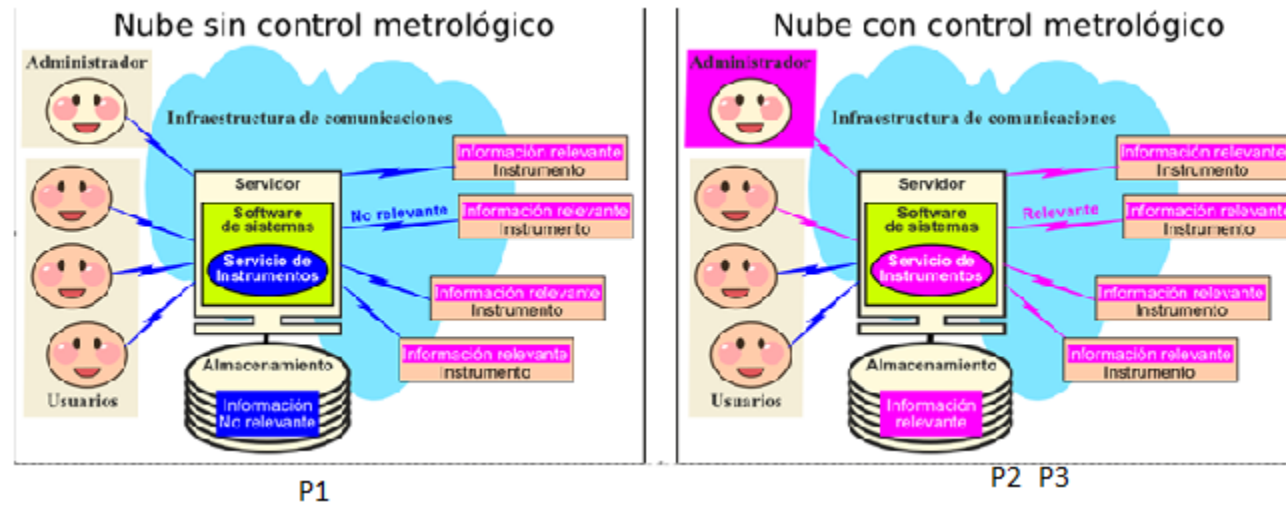 Nube sin control metrológico
Administrador
Infraestructura de comunicaciones
Información relevante
Instrumento
Servidor
Software
de sistemas
No relevante
Información relevante
Instrumento
Servicio de
Instrumentos
Información relevante
Instrumento
Información relevante
Instrumento
Almacenamiento
Usuarios
Información
No relevante
P1
Nube con control metrológico
Administrador
Infraestructura de comunicaciones
Información relevante
Instrumento
Servidor
Software
de sistemas
Relevante
Información relevante
Instrumento
Servicio de
Instrumentos
Información relevante
Instrumento
Información relevante
Instrumento
Almacenamiento
Usuarios
Información
relevante
P2 P3